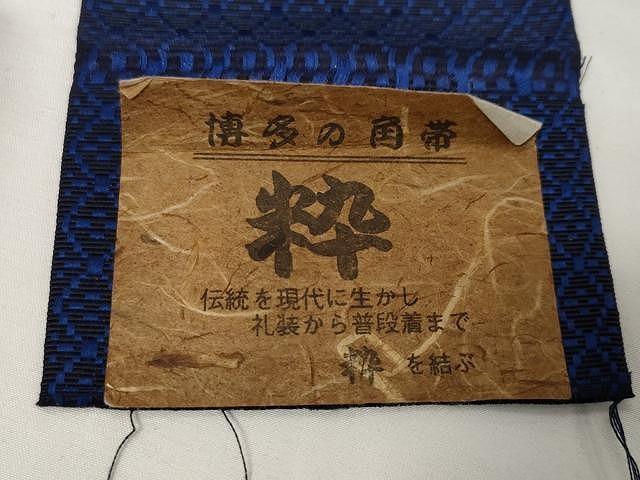 博多の角帯
粋
伝統を現代に生かし
礼装から普段着まで
粋を結ぶ